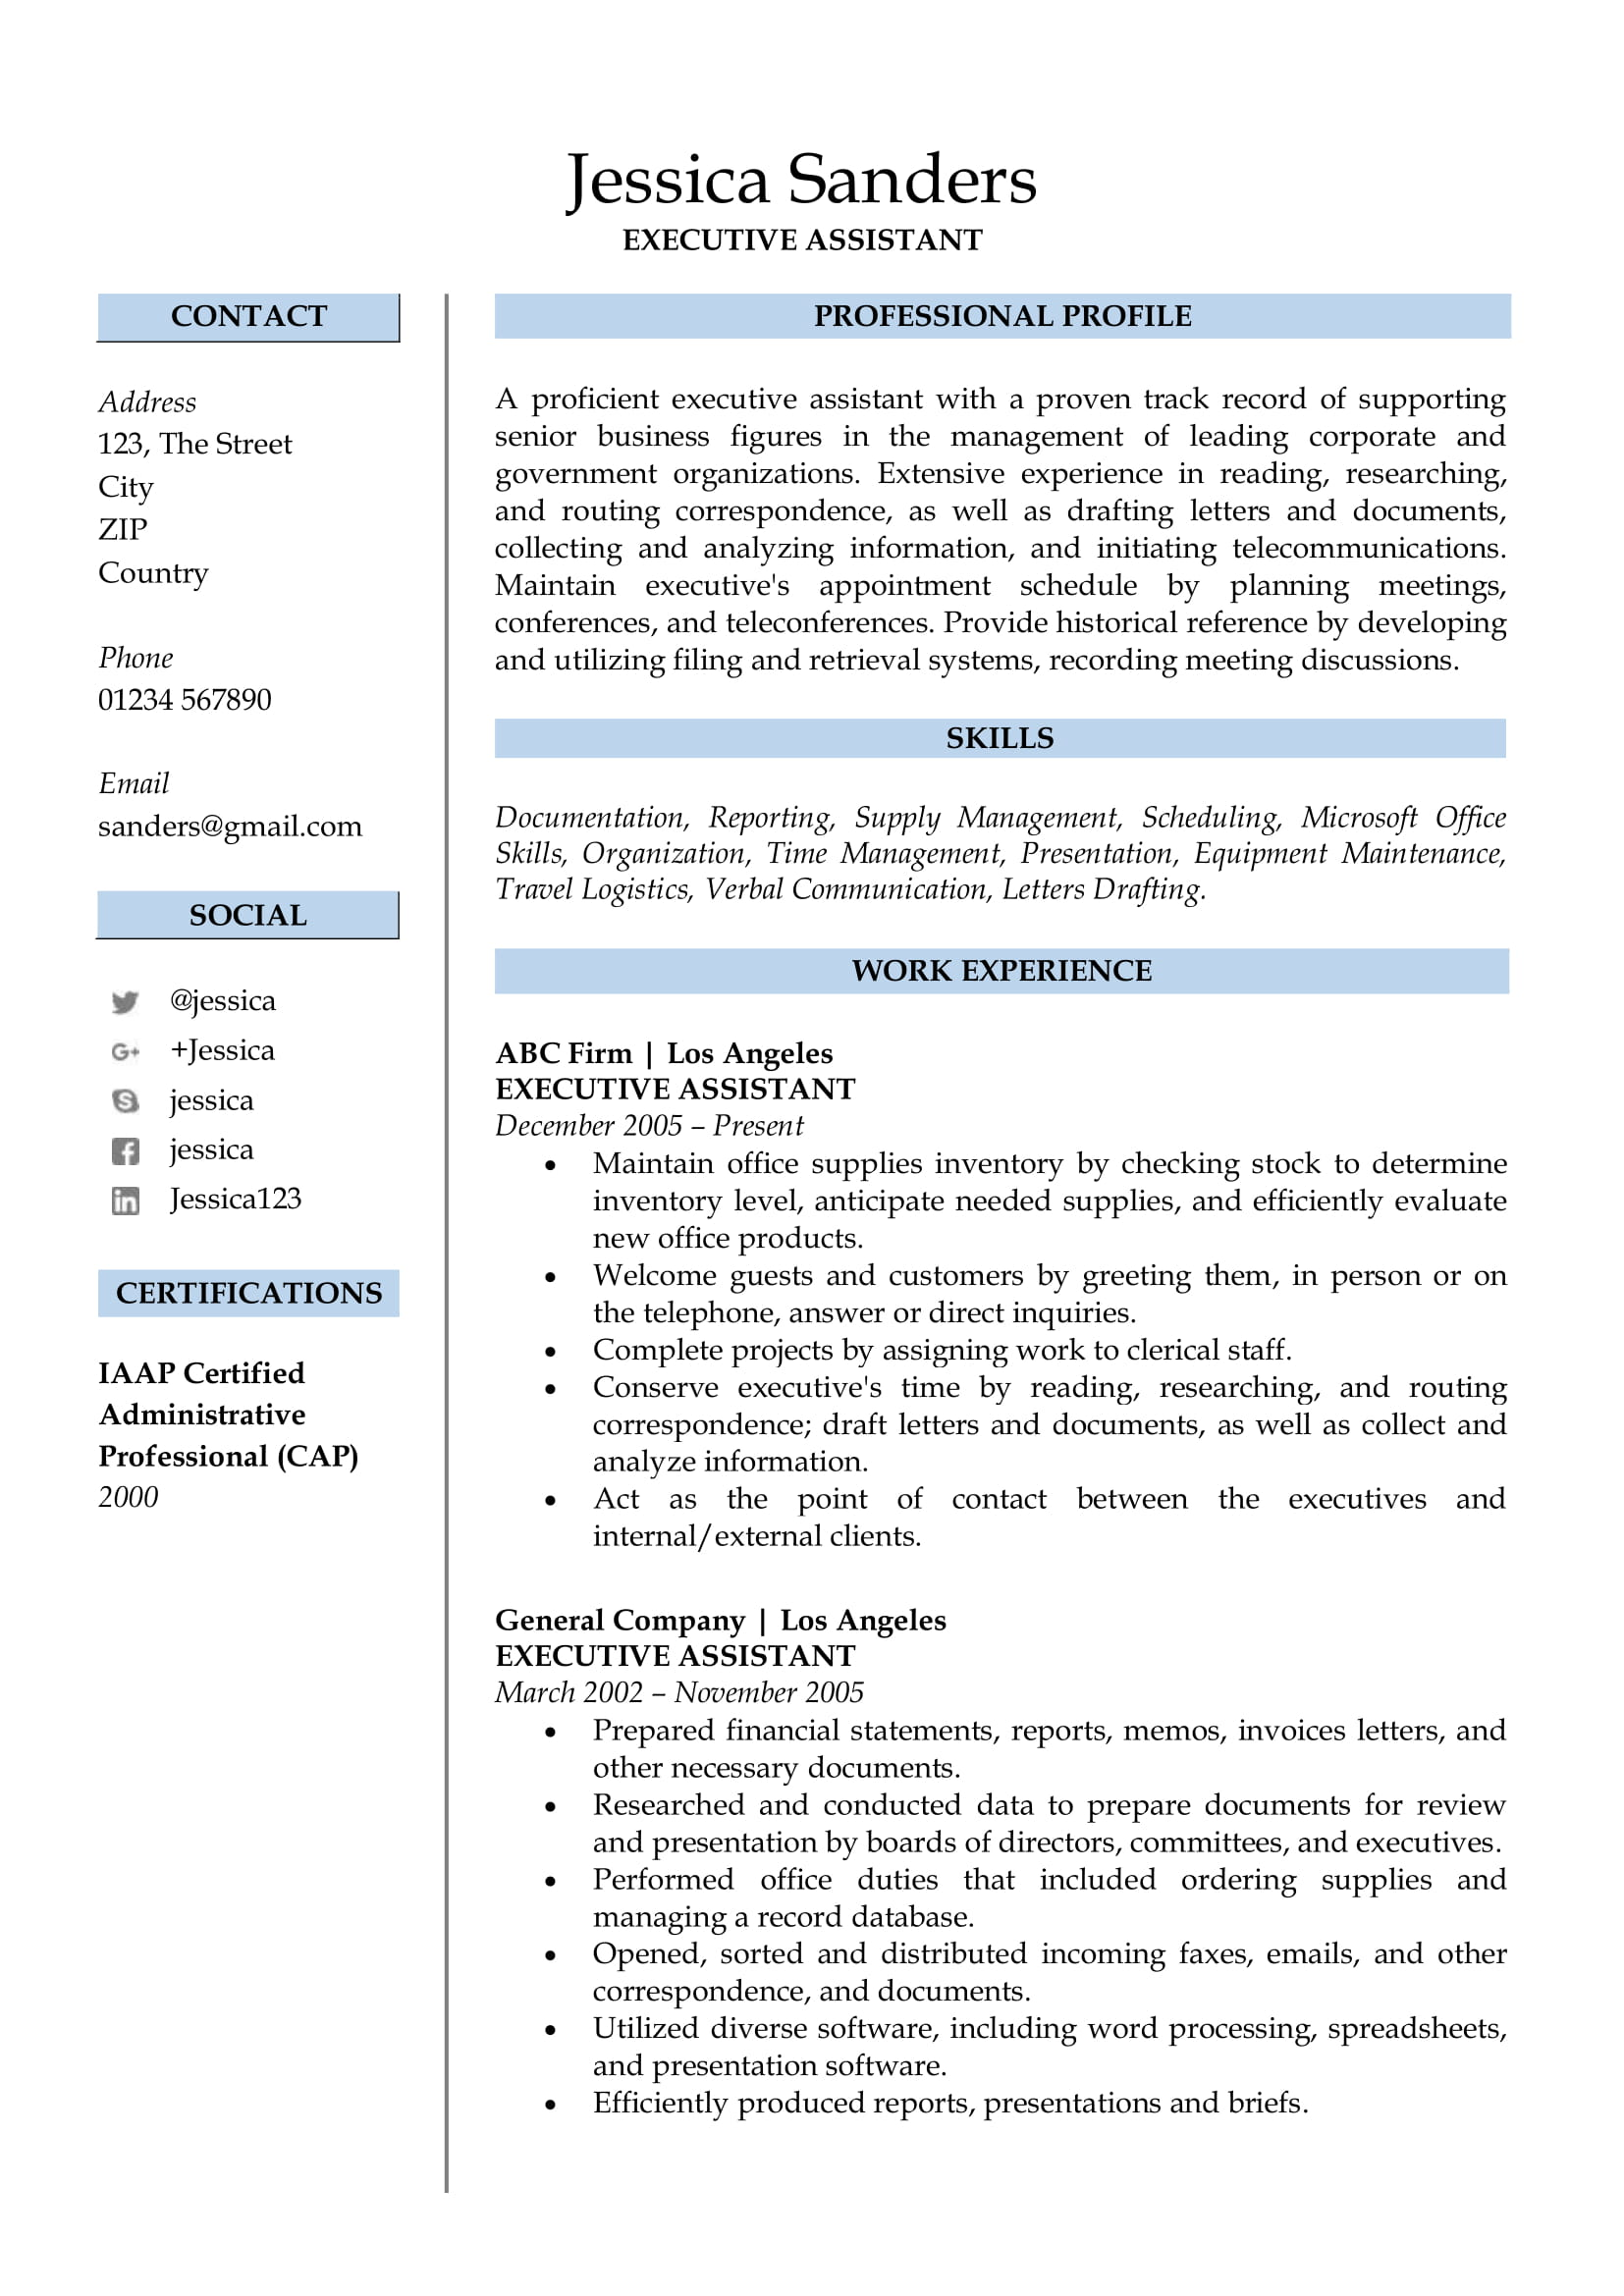 Jessica Sanders
EXECUTIVE ASSISTANT
CONTACT
Address
123, The Street
City
ZIP
Country
Phone
01234 567890
Email
sanders@gmail.com
SOCIAL
@jessica
G+ +Jessica
S jessica
f jessica
in Jessica123
CERTIFICATIONS
IAAP Certified
Administrative
Professional (CAP)
2000
PROFESSIONAL PROFILE
A proficient executive assistant with a proven track record of supporting
senior business figures in the management of leading corporate and
government organizations. Extensive experience in reading, researching,
and routing correspondence, as well as drafting letters and documents,
collecting and analyzing information, and initiating telecommunications.
Maintain executive's appointment schedule by planning meetings,
conferences, and teleconferences. Provide historical reference by developing
and utilizing filing and retrieval systems, recording meeting discussions.
SKILLS
Documentation, Reporting, Supply Management, Scheduling, Microsoft Office
Skills, Organization, Time Management, Presentation, Equipment Maintenance,
Travel Logistics, Verbal Communication, Letters Drafting.
WORK EXPERIENCE
ABC Firm | Los Angeles
EXECUTIVE ASSISTANT
December 2005 – Present
• Maintain office supplies inventory by checking stock to determine
inventory level, anticipate needed supplies, and efficiently evaluate
new office products.
• Welcome guests and customers by greeting them, in person or on
the telephone, answer or direct inquiries.
• Complete projects by assigning work to clerical staff.
• Conserve executive's time by reading, researching, and routing
correspondence; draft letters and documents, as well as collect and
analyze information.
• Act as the point of contact between the executives and
internal/external clients.
General Company | Los Angeles
EXECUTIVE ASSISTANT
March 2002 – November 2005
• Prepared financial statements, reports, memos, invoices letters, and
other necessary documents.
• Researched and conducted data to prepare documents for review
and presentation by boards of directors, committees, and executives.
• Performed office duties that included ordering supplies and
managing a record database.
• Opened, sorted and distributed incoming faxes, emails, and other
correspondence, and documents.
• Utilized diverse software, including word processing, spreadsheets,
and presentation software.
• Efficiently produced reports, presentations and briefs.